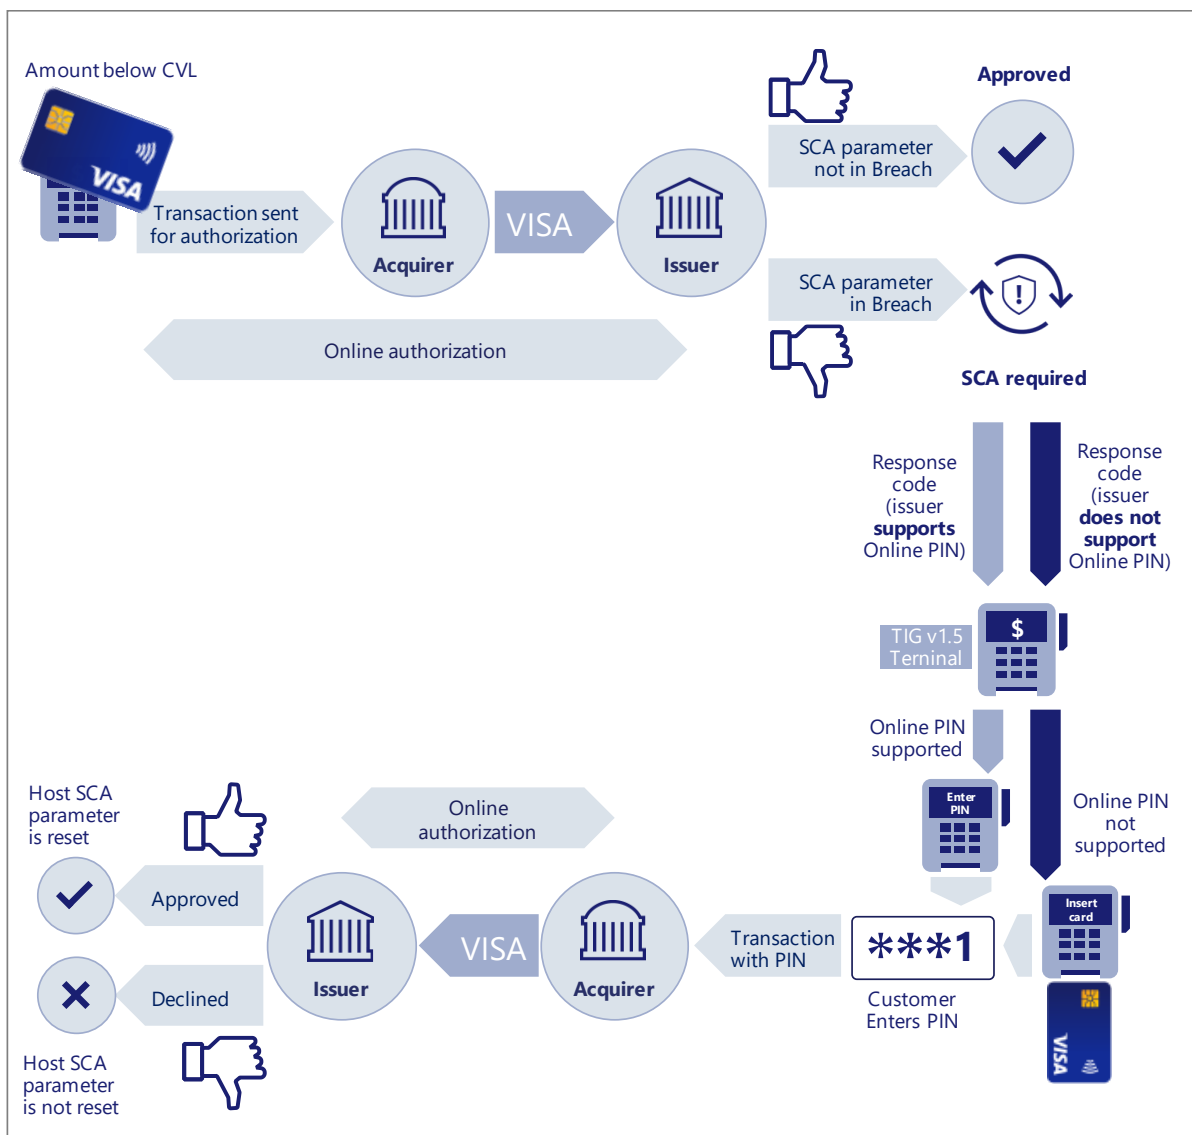 Amount below CVL
VISA
Transaction sent
for authorization
Acquirer
VISA
Issuer
SCA parameter
not in Breach
Approved
SCA parameter
in Breach
SCA required
Online authorization
Response
code
(issuer
supports
Online PIN)
Response
code
(issuer
does not
support
Online PIN)
TIG v1.5
Terninal
$
Online PIN
supported
Enter
PIN
Online PIN
not
supported
Insert
card
VISA
***1
Customer
Enters PIN
Transaction
with PIN
Acquirer
VISA
Issuer
Online
authorization
Approved
Host SCA
parameter
is reset
Declined
Host SCA
parameter
is not reset